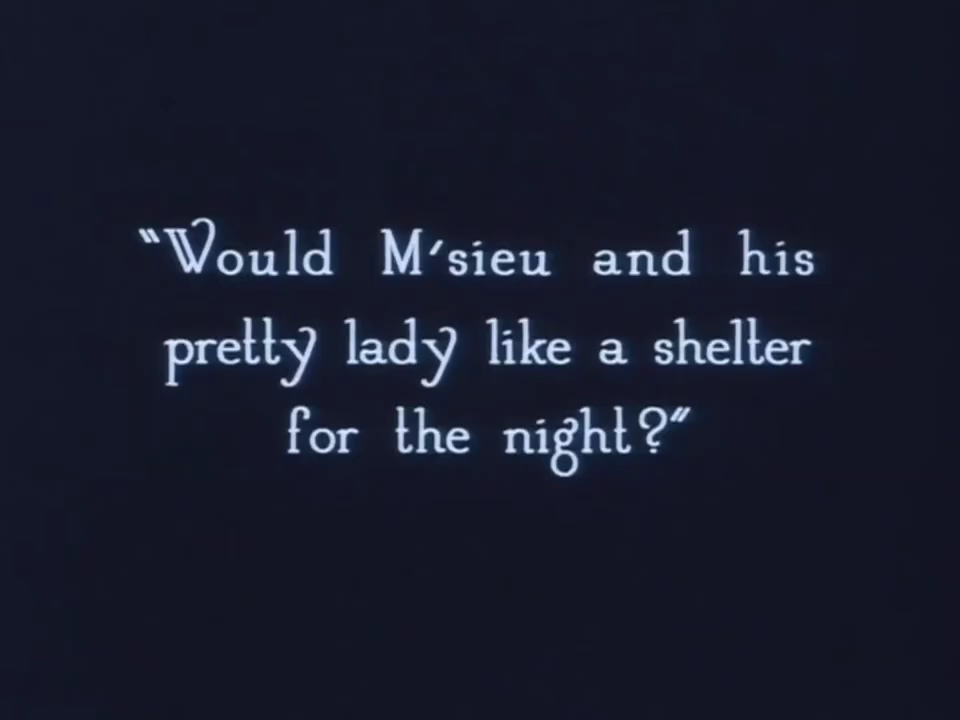 "Would M'sieu and his
pretty lady like a shelter
for the night?"